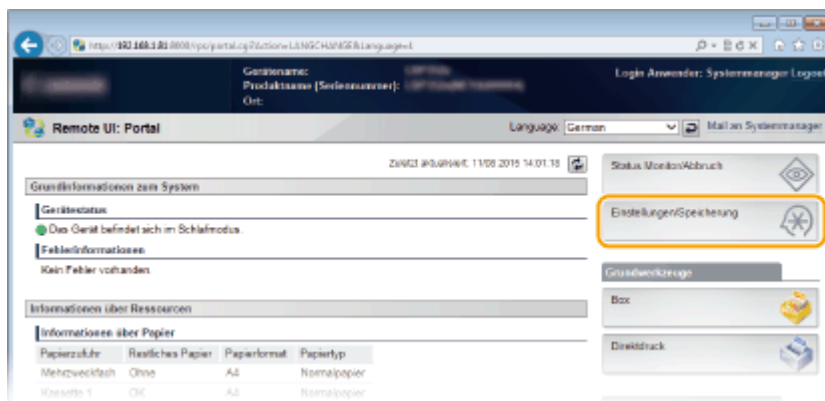 Gerätename:
Produktname (Seriennummer):
Ort:
Login Anwender: Systemmanager Logout
Remote UI: Portal
Language: German
Mail an Systemmanager
Zuletzt aktualisiert: 11/08 2015 14:01:18
Grundinformationen zum System
Gerätestatus
Das Gerät befindet sich im Schlafmodus.
Fehlerinformationen
Kein Fehler vorhanden.
Informationen über Ressourcen
Informationen über Papier
Papierzufuhr Restliches Papier Papierformat Papiertyp
Mehrzweckfach Ohne A4 Normalpapier
Kassette 1 OK A4 Normalpapier
Status Monitor/Abbruch
Einstellungen/Speicherung
Grundwerkzeuge
Box
Direktdruck